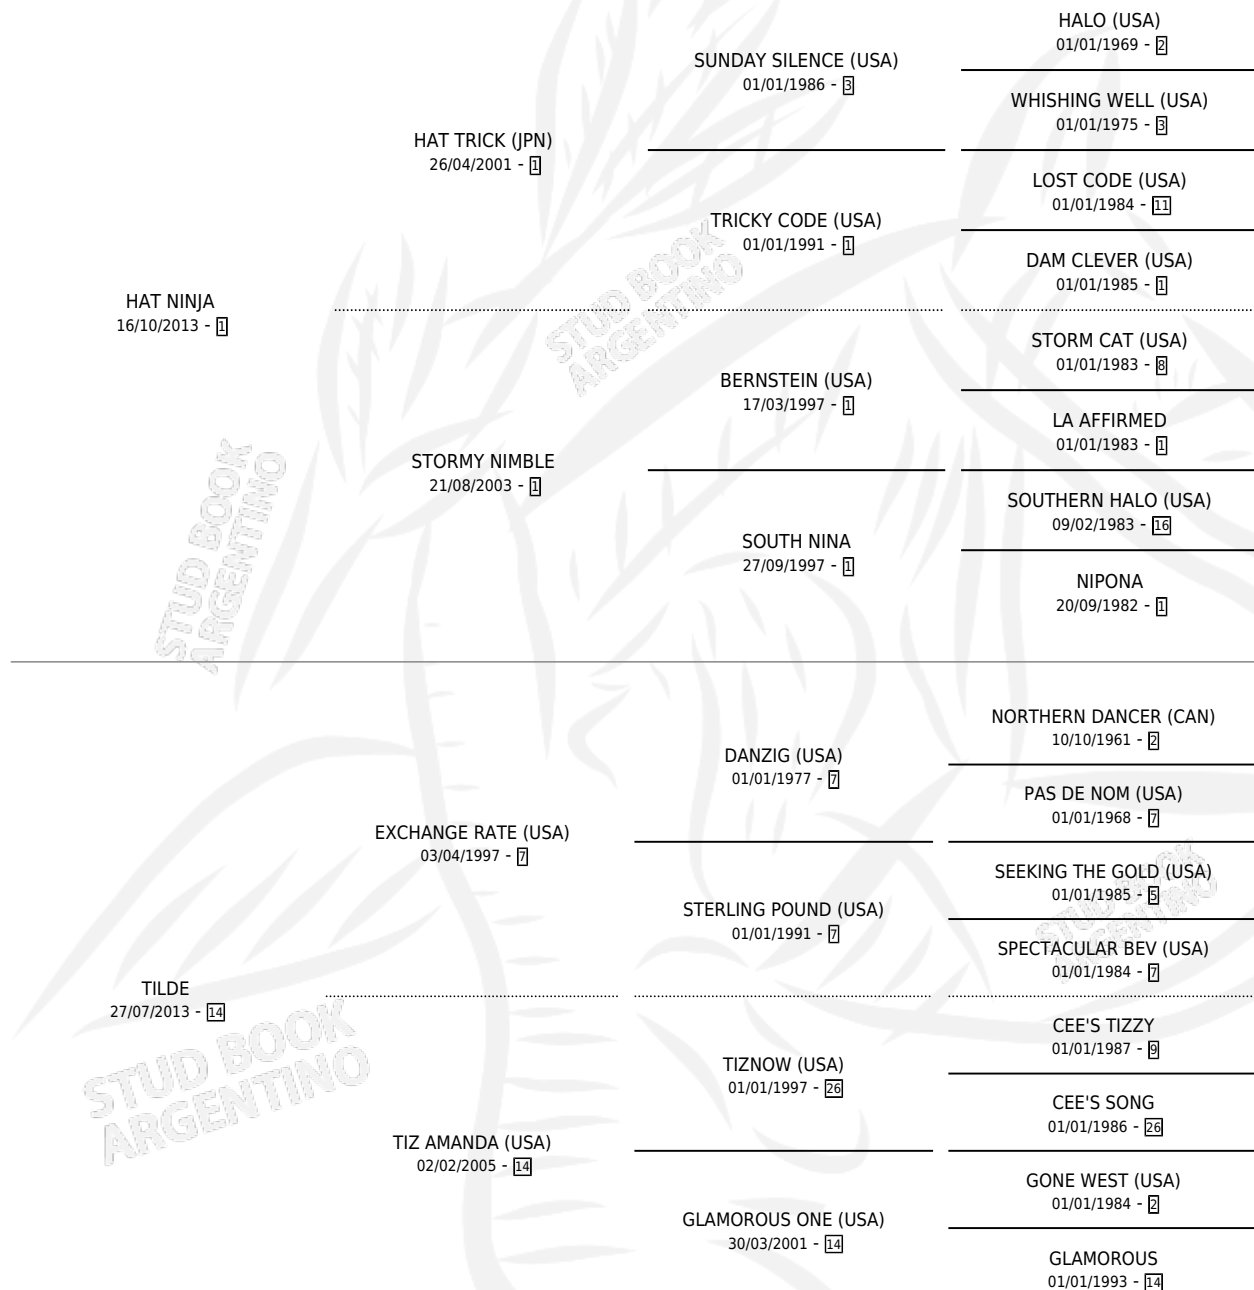 HALO (USA)
01/01/1969 - 2
SUNDAY SILENCE (USA)
01/01/1986 - 3
WHISHING WELL (USA)
01/01/1975 - 3
HAT TRICK (JPN)
26/04/2001 - 1
LOST CODE (USA)
01/01/1984 - 11
TRICKY CODE (USA)
01/01/1991 - 1
DAM CLEVER (USA)
01/01/1985 - 1
HAT NINJA
16/10/2013 - 1
STUD BOOK
ARGENTINO
STORM CAT (USA)
01/01/1983 - 8
BERNSTEIN (USA)
17/03/1997 - 1
LA AFFIRMED
01/01/1983 - 1
STORMY NIMBLE
21/08/2003 - 1
SOUTHERN HALO (USA)
09/02/1983 - 16
SOUTH NINA
27/09/1997 - 1
NIPONA
20/09/1982 - 1
STUD BOOK
ARGENTINO
NORTHERN DANCER (CAN)
10/10/1961 - 2
DANZIG (USA)
01/01/1977 - 7
PAS DE NOM (USA)
01/01/1968 - 7
EXCHANGE RATE (USA)
03/04/1997 - 7
SEEKING THE GOLD (USA)
01/01/1985 - 5
STERLING POUND (USA)
01/01/1991 - 7
SPECTACULAR BEV (USA)
01/01/1984 - 7
STUD BOOK
ARGENTINO
TILDE
27/07/2013 - 14
CEE'S TIZZY
01/01/1987 - 9
TIZNOW (USA)
01/01/1997 - 26
CEE'S SONG
01/01/1986 - 26
STUD BOOK
ARGENTINO
TIZ AMANDA (USA)
02/02/2005 - 14
GONE WEST (USA)
01/01/1984 - 2
GLAMOROUS ONE (USA)
30/03/2001 - 14
GLAMOROUS
01/01/1993 - 14